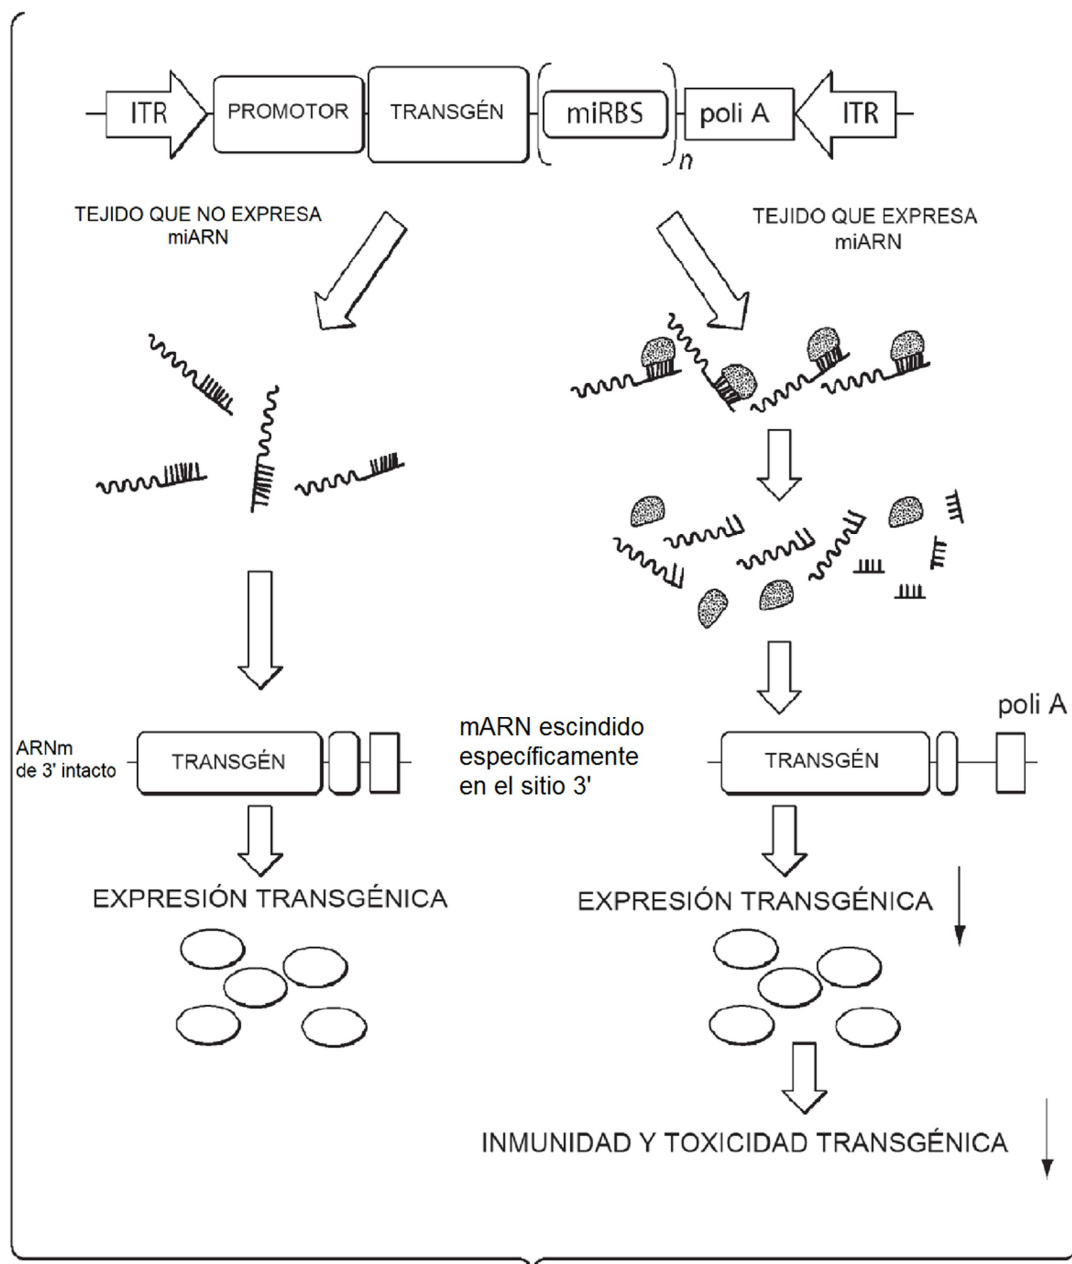 ITR PROMOTOR TRANSGÉN miRBS poli A ITR
n
TEJIDO QUE NO EXPRESA
miARN
TEJIDO QUE EXPRESA
miARN
ARNm
de 3' intacto
TRANSGÉN
mARN escindido
específicamente
en el sitio 3'
poli A
TRANSGÉN
EXPRESIÓN TRANSGÉNICA
EXPRESIÓN TRANSGÉNICA
INMUNIDAD Y TOXICIDAD TRANSGÉNICA